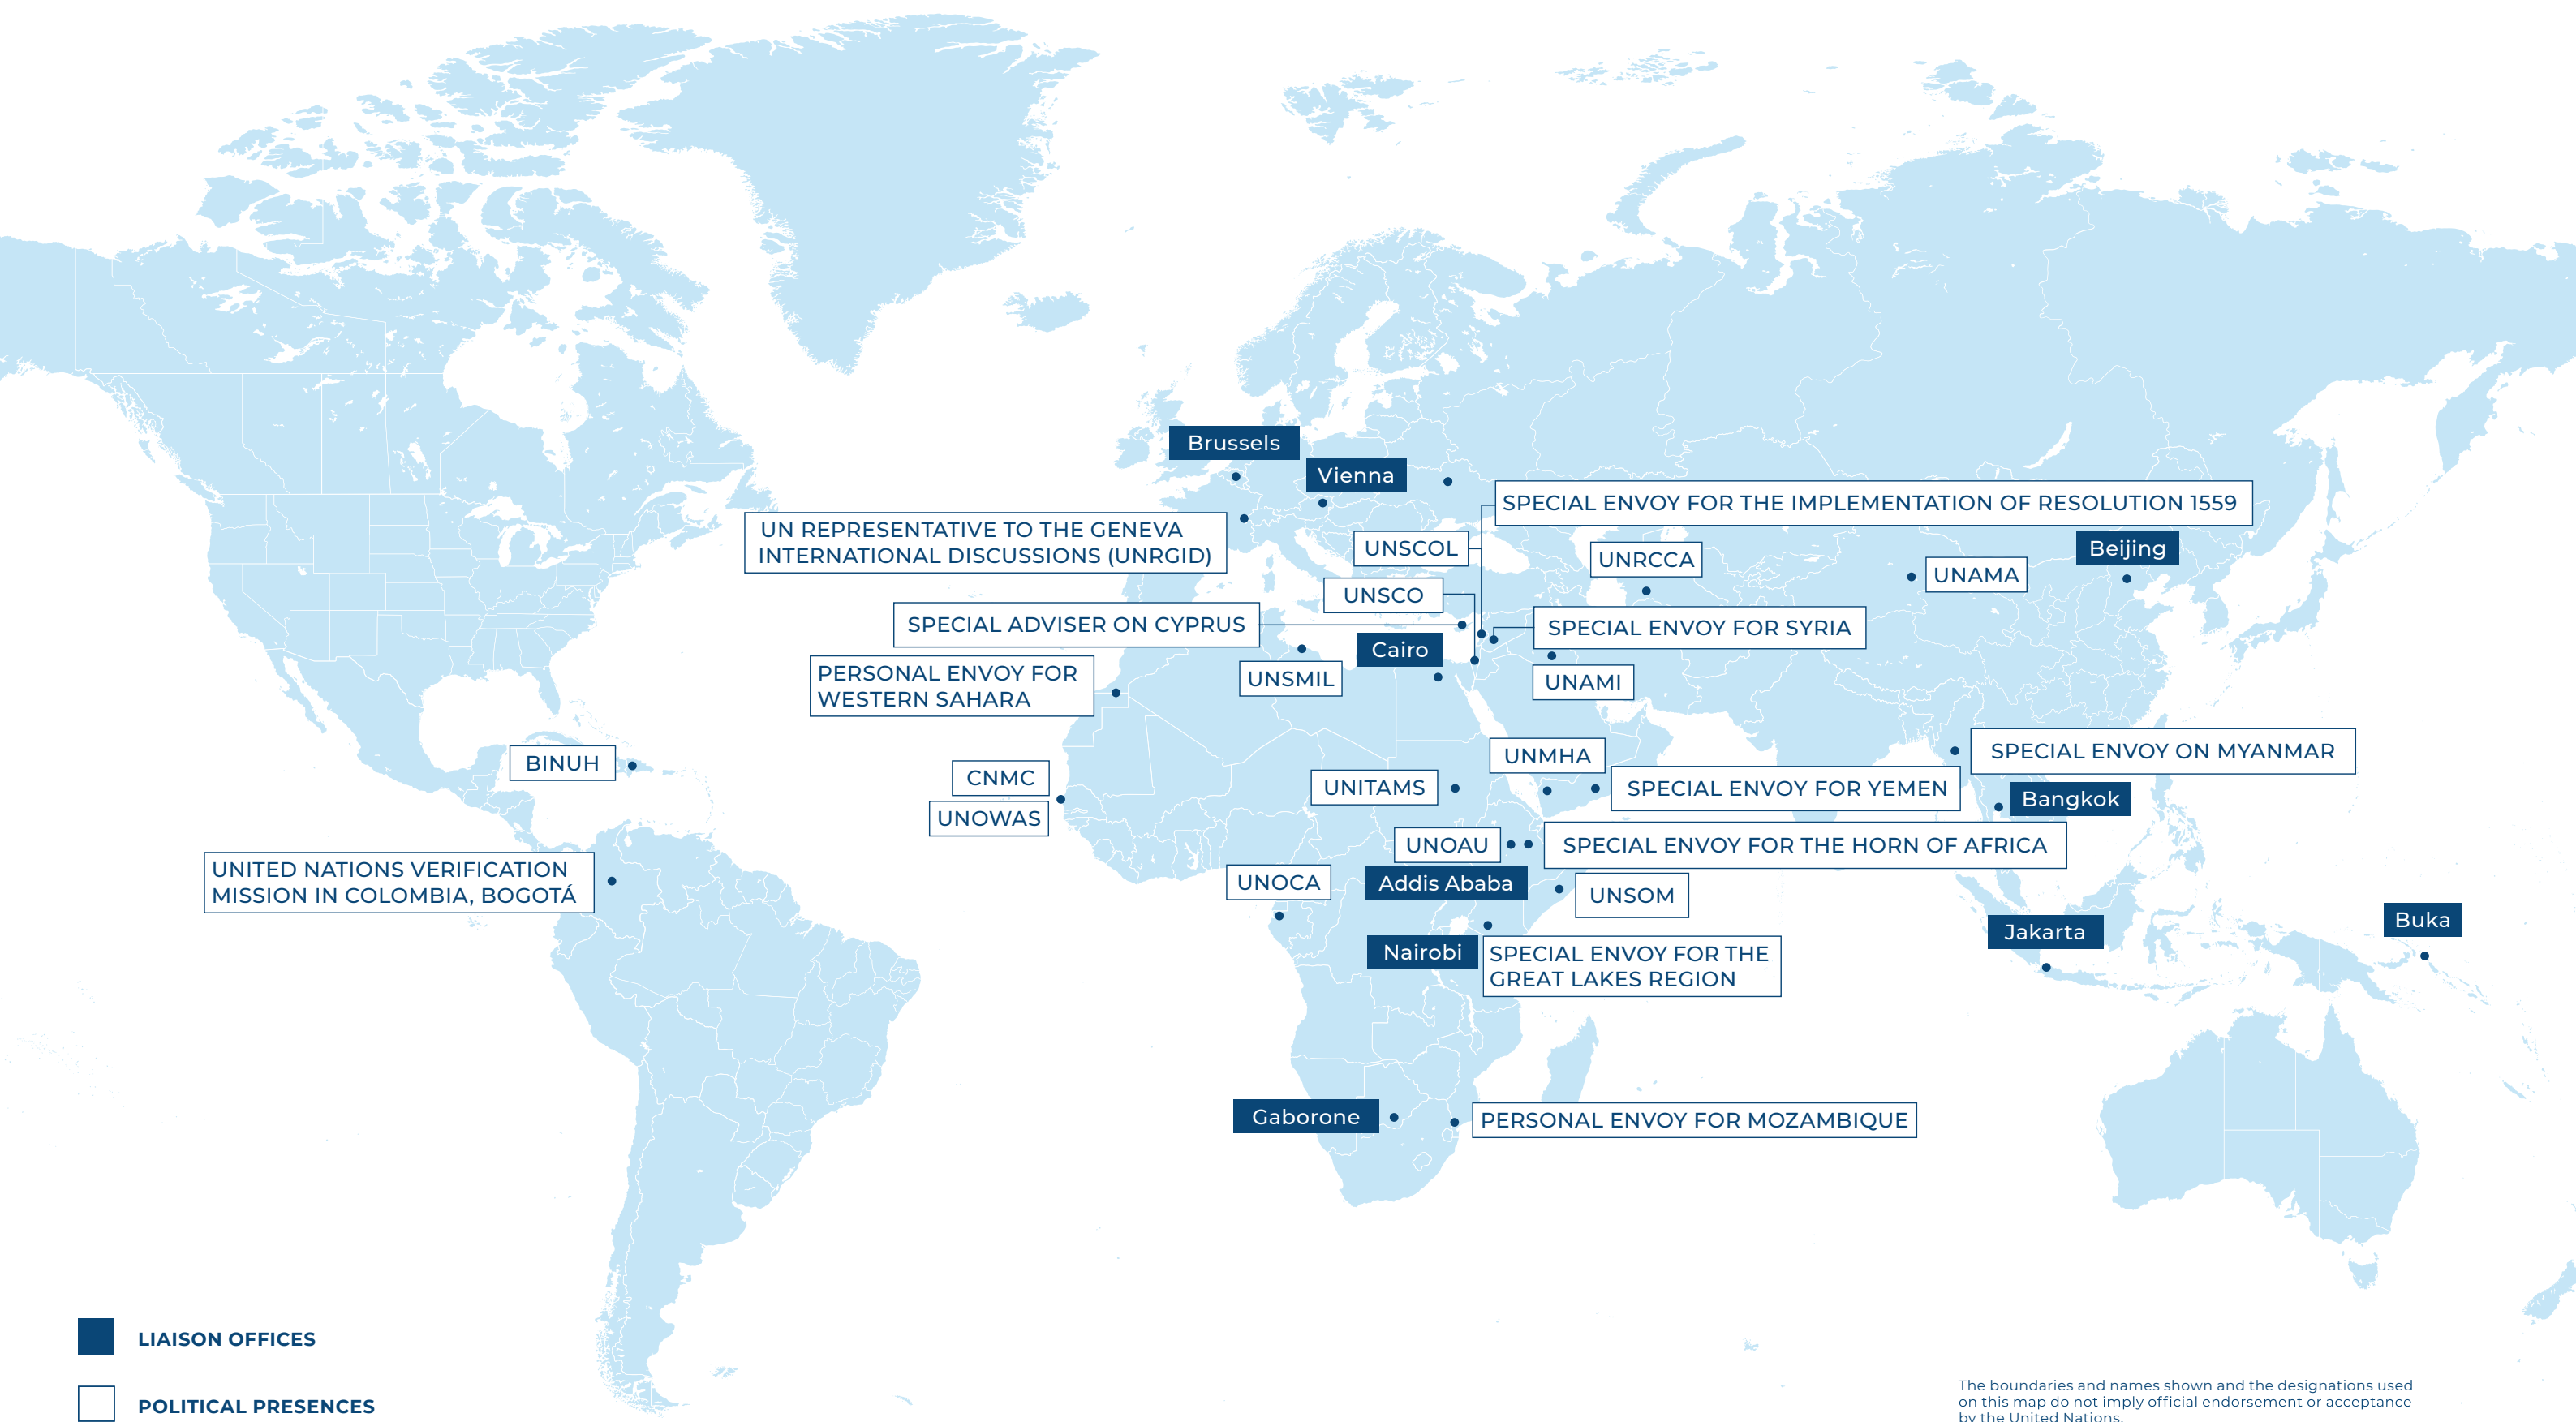 Brussels
Vienna
SPECIAL ENVOY FOR THE IMPLEMENTATION OF RESOLUTION 1559
UN REPRESENTATIVE TO THE GENEVA
INTERNATIONAL DISCUSSIONS (UNRGID)
UNSCOL
UNRCCA
Beijing
UNAMA
UNSCO
SPECIAL ADVISER ON CYPRUS
SPECIAL ENVOY FOR SYRIA
Cairo
PERSONAL ENVOY FOR
WESTERN SAHARA
UNSMIL
UNAMI
BINUH
UNMHA
SPECIAL ENVOY ON MYANMAR
CNMC
UNITAMS
SPECIAL ENVOY FOR YEMEN
Bangkok
UNOWAS
UNOAU
SPECIAL ENVOY FOR THE HORN OF AFRICA
UNITED NATIONS VERIFICATION
MISSION IN COLOMBIA, BOGOTÁ
UNOCA
Addis Ababa
UNSOM
Buka
Jakarta
Nairobi
SPECIAL ENVOY FOR THE
GREAT LAKES REGION
Gaborone
PERSONAL ENVOY FOR MOZAMBIQUE
LIAISON OFFICES
POLITICAL PRESENCES
The boundaries and names shown and the designations used
on this map do not imply official endorsement or acceptance
by the United Nations.